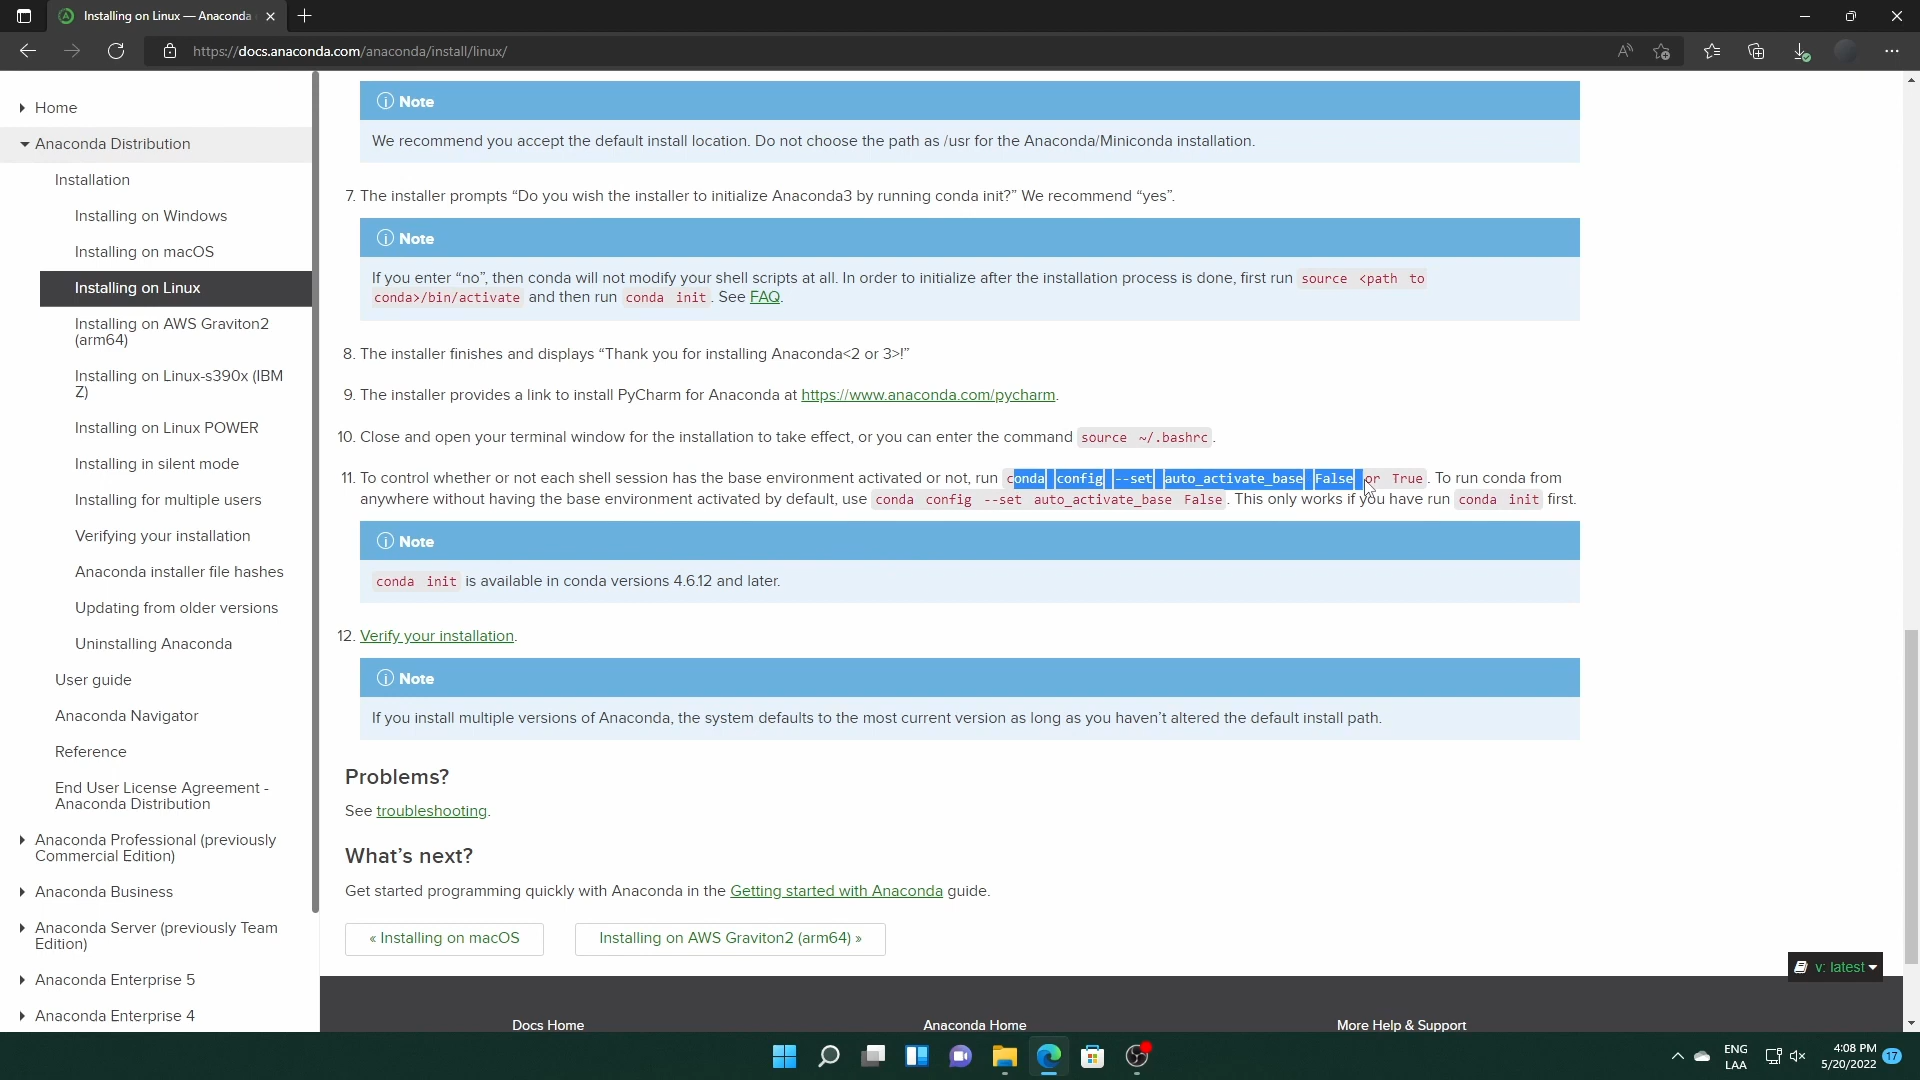 Installing on Linux — Anaconda
https://docs.anaconda.com/anaconda/install/linux/
Home
Anaconda Distribution
Installation
Installing on Windows
Installing on macOS
Installing on Linux
Installing on AWS Graviton2
(arm64)
Installing on Linux-s390x (IBM
Z)
Installing on Linux POWER
Installing in silent mode
Installing for multiple users
Verifying your installation
Anaconda installer file hashes
Updating from older versions
Uninstalling Anaconda
User guide
Anaconda Navigator
Reference
End User License Agreement -
Anaconda Distribution
Anaconda Professional (previously
Commercial Edition)
Anaconda Business
Anaconda Server (previously Team
Edition)
Anaconda Enterprise 5
Anaconda Enterprise 4
Note
We recommend you accept the default install location. Do not choose the path as /usr for the Anaconda/Miniconda installation.
7. The installer prompts “Do you wish the installer to initialize Anaconda3 by running conda init?” We recommend “yes”.
Note
If you enter “no”, then conda will not modify your shell scripts at all. In order to initialize after the installation process is done, first run source <path to
conda>/bin/activate and then run conda init. See FAQ.
8. The installer finishes and displays “Thank you for installing Anaconda<2 or 3>!”
9. The installer provides a link to install PyCharm for Anaconda at https://www.anaconda.com/pycharm.
10. Close and open your terminal window for the installation to take effect, or you can enter the command source ~/.bashrc.
11. To control whether or not each shell session has the base environment activated or not, run conda config --set auto_activate_base False or True. To run conda from
anywhere without having the base environment activated by default, use conda config --set auto_activate_base False. This only works if you have run conda init first.
Note
conda init is available in conda versions 4.6.12 and later.
12. Verify your installation.
Note
If you install multiple versions of Anaconda, the system defaults to the most current version as long as you haven’t altered the default install path.
Problems?
See troubleshooting.
What’s next?
Get started programming quickly with Anaconda in the Getting started with Anaconda guide.
« Installing on macOS
Installing on AWS Graviton2 (arm64) »
v: latest
Docs Home
Anaconda Home
More Help & Support
ENG
LAA
4:08 PM
5/20/2022
17